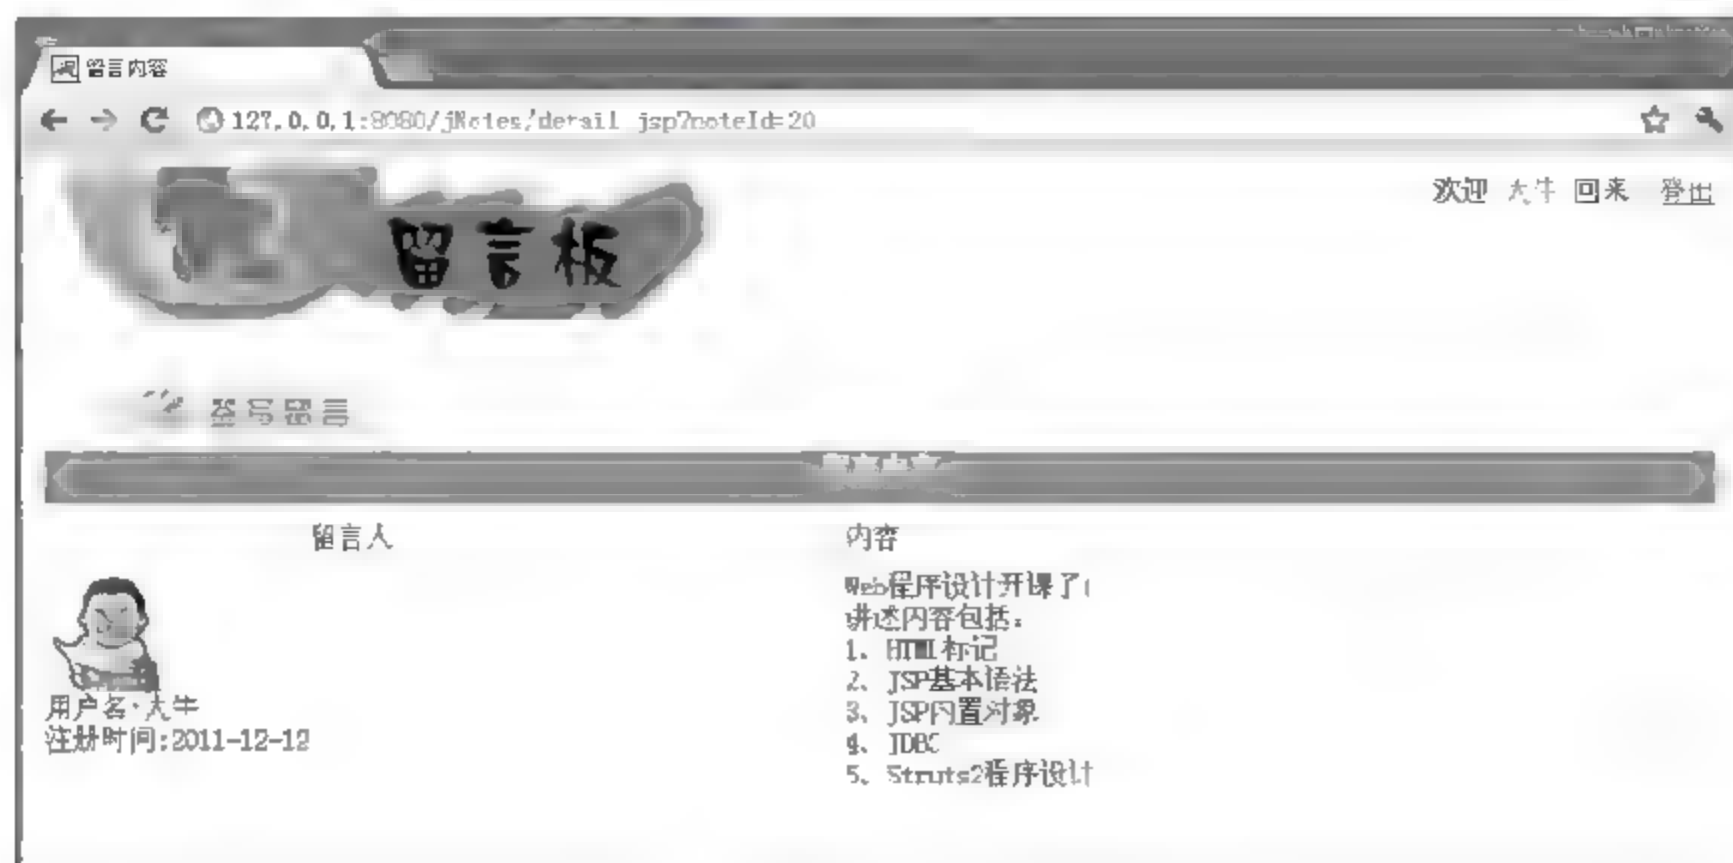 留言内容
127.0.0.1:8080/jNotes/detail.jsp?noteId=20
欢迎 大牛 回来 登出
留言板
签写留言
留言内容
留言人 内容
Web程序设计开课了!
讲述内容包括:
1、HTML标记
2、JSP基本语法
3、JSP内置对象
4、JDBC
5、Struts2程序设计
用户名:大牛
注册时间:2011-12-12